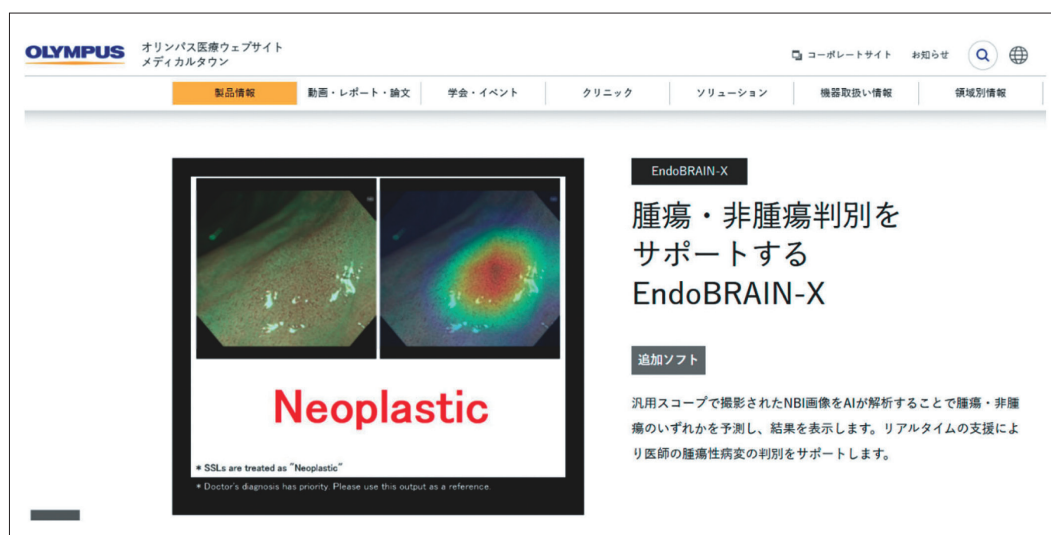 OLYMPUS
オリンパス医療ウェブサイト
メディカルタウン
コーポレートサイト
お知らせ
製品情報
動画・レポート・論文
学会・イベント
クリニック
ソリューション
機器取扱い情報
領域別情報
Neoplastic
* SSLs are treated as "Neoplastic"
* Doctor's diagnosis has priority. Please use this output as a reference.
EndoBRAIN-X
腫瘍・非腫瘍判別を
サポートする
EndoBRAIN-X
追加ソフト
汎用スコープで撮影されたNBI画像をAIが解析することで腫瘍・非腫
瘍のいずれかを予測し、結果を表示します。リアルタイムの支援によ
り医師の腫瘍性病変の判別をサポートします。